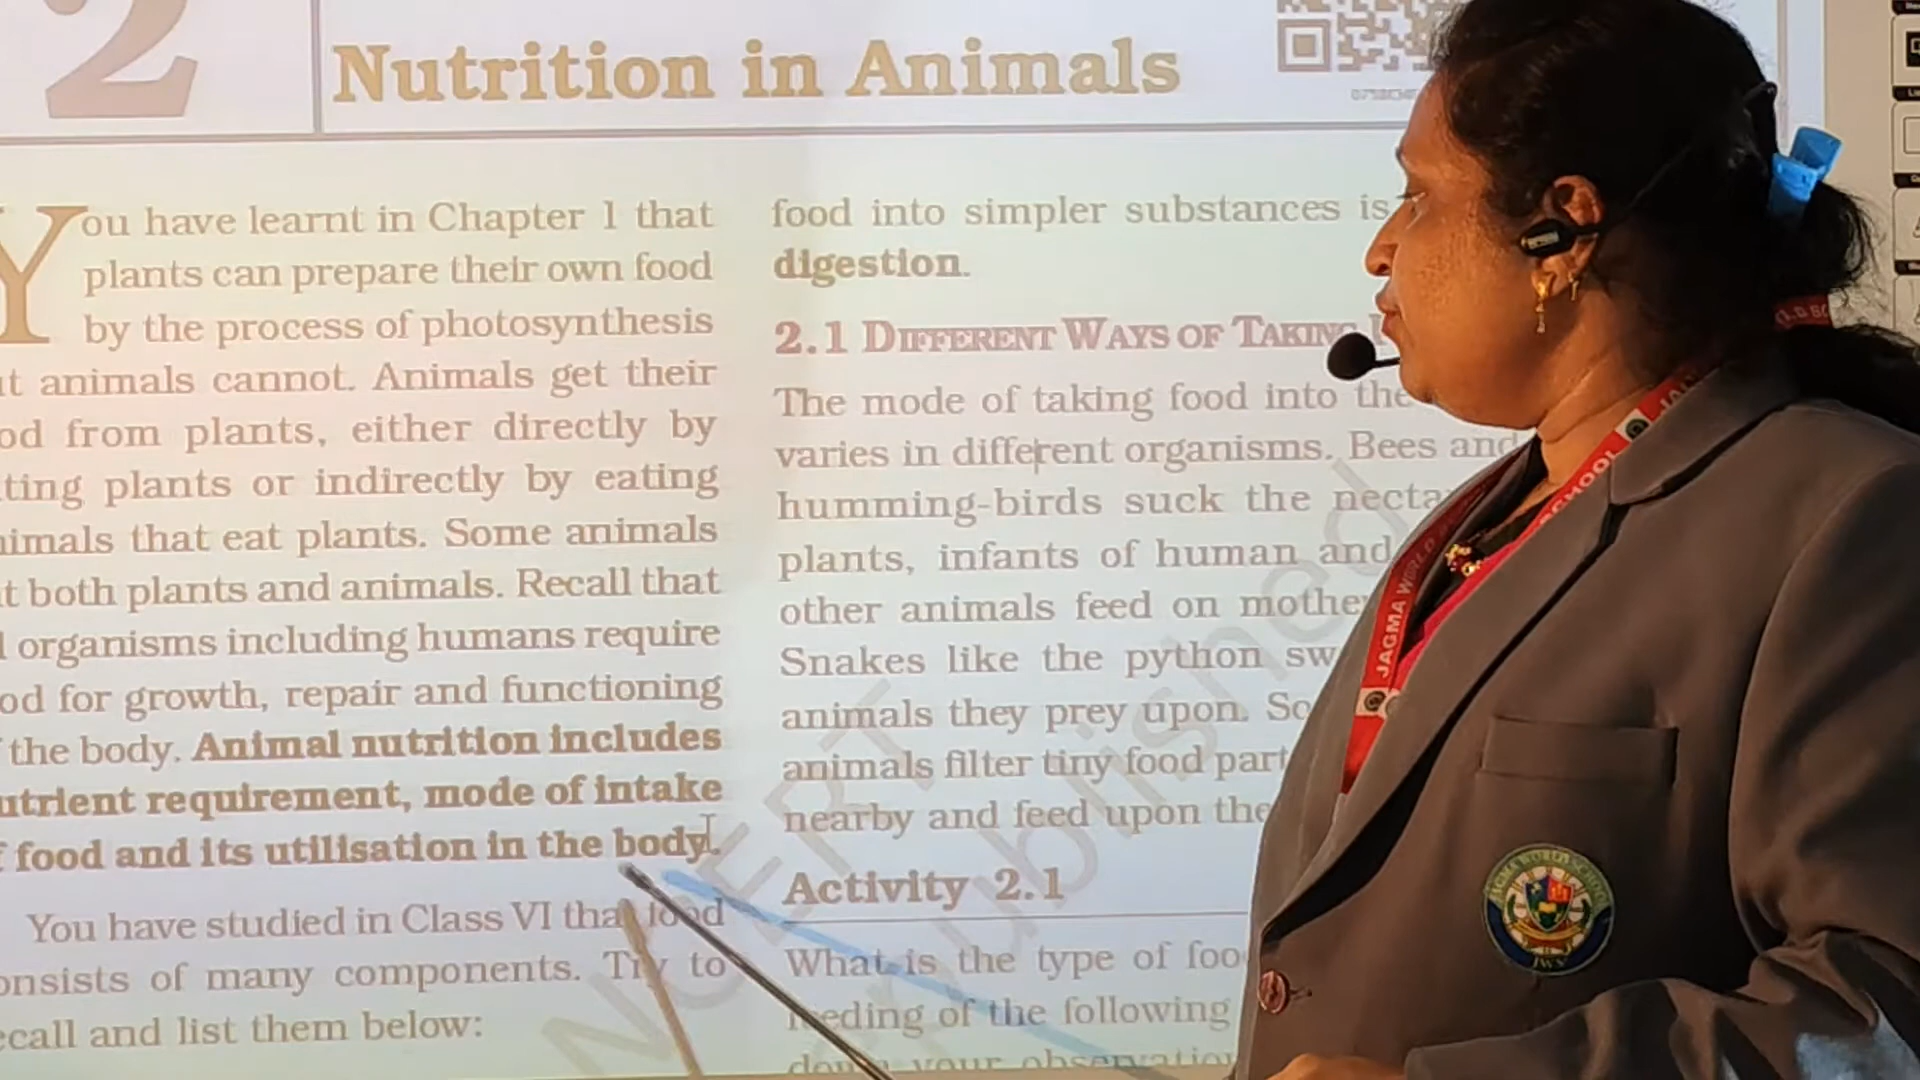 2
Nutrition in Animals
You have learnt in Chapter 1 that
plants can prepare their own food
by the process of photosynthesis
animals cannot. Animals get their
from plants, either directly by
plants or indirectly by eating
that eat plants. Some animals
both plants and animals. Recall that
organisms including humans require
for growth, repair and functioning
the body. Animal nutrition includes
requirement, mode of intake
food and its utilisation in the body.
You have studied in Class VI that food
of many components. Try to
and list them below:
food into simpler substances is
digestion.
2.1 DIFFERENT WAYS OF TAKING
The mode of taking food into the
varies in different organisms. Bees and
humming-birds suck the
plants, infants of human and
other animals feed on
Snakes like the python
animals they prey upon.
animals filter tiny food
nearby and feed upon
Activity 2.1
What is the type of
of the following
your
NCERT
JAGMA WORLD SCHOOL
JWS